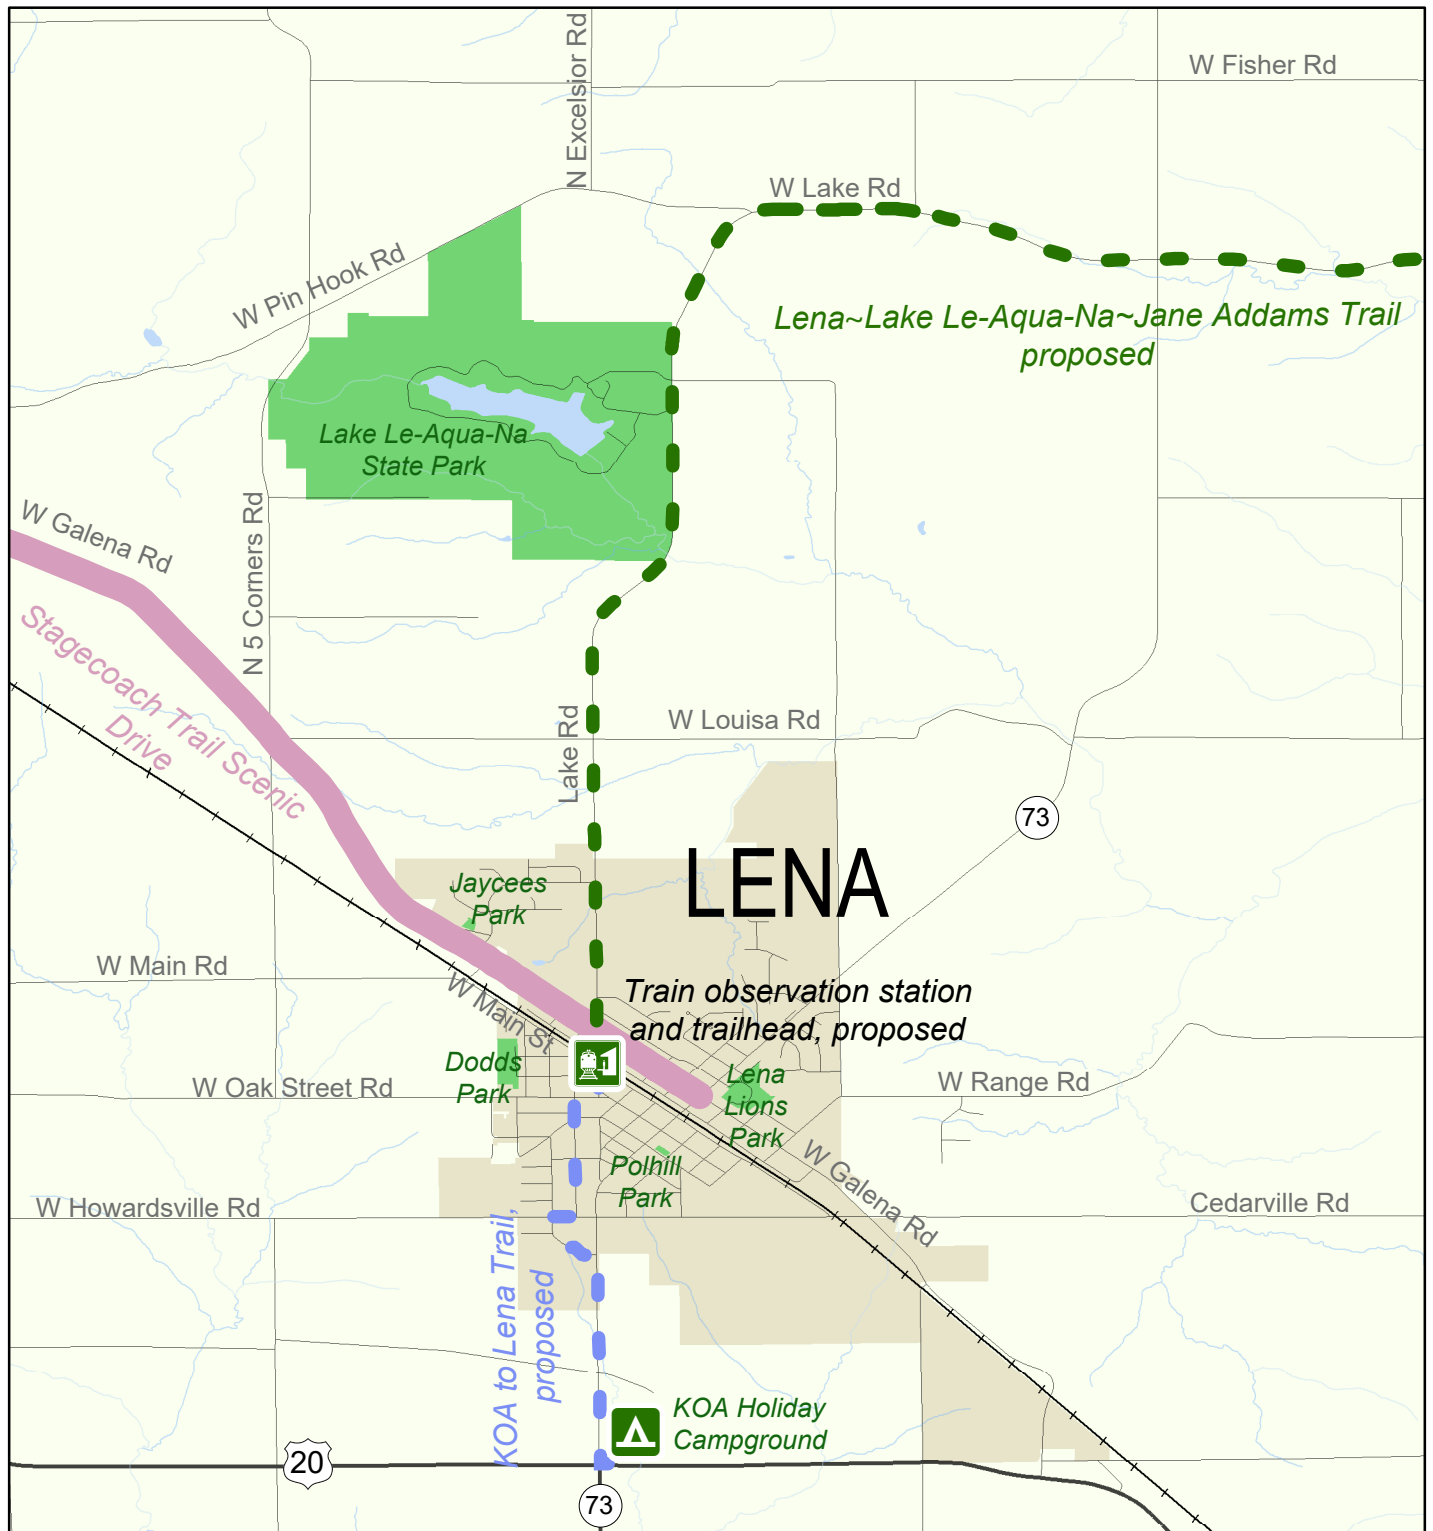 N Excelsior Rd
W Fisher Rd
W Lake Rd
W Pin Hook Rd
Lena~Lake Le-Aqua-Na~Jane Addams Trail
proposed
Lake Le-Aqua-Na
State Park
W Galena Rd
N 5 Corners Rd
Stagecoach Trail Scenic
Drive
Lake Rd
W Louisa Rd
73
LENA
Jaycees
Park
W Main Rd
W Main St
Train observation station
and trailhead, proposed
Dodds
Park
W Oak Street Rd
Lena
Lions
Park
W Range Rd
Polhill
Park
W Galena Rd
W Howardsville Rd
Cedarville Rd
KOA to Lena Trail,
proposed
KOA Holiday
Campground
20
73